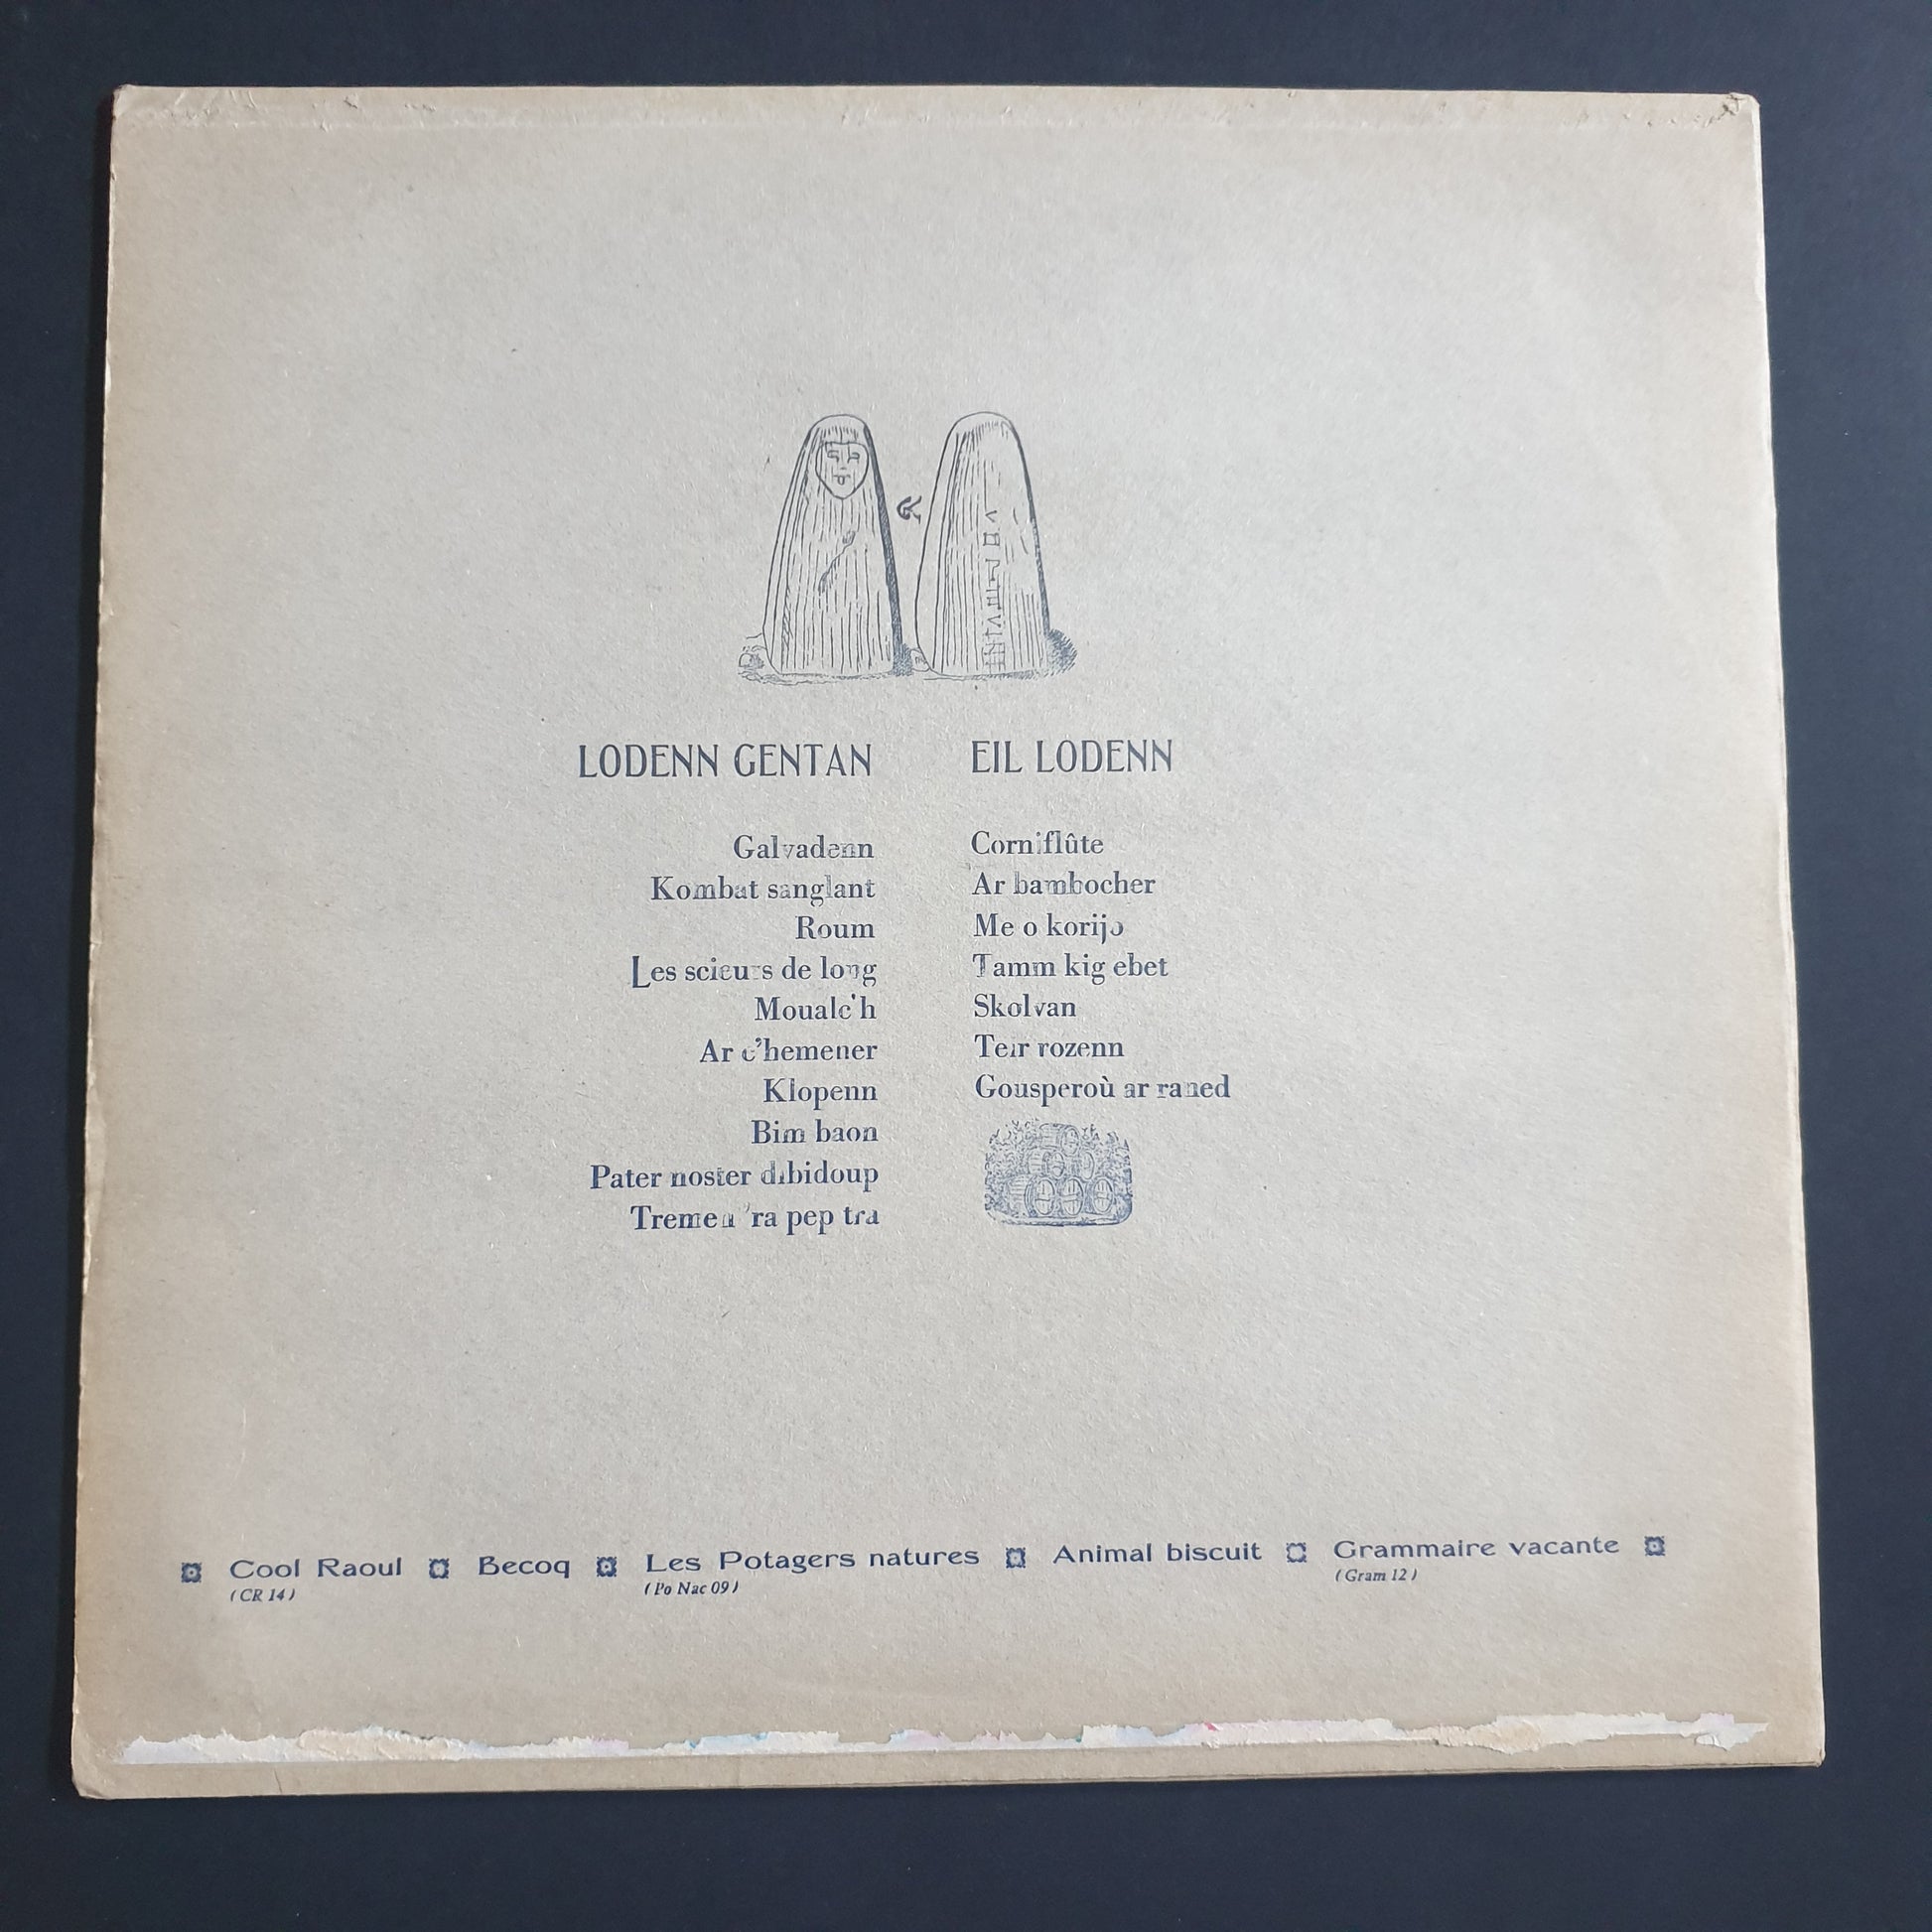 LODENN GENTAN
Galvadenn
Kombat sanglant
Roum
Les scieurs de long
Moualc'h
Ar c'hemener
Klopenn
Bim baon
Pater noster dibidoup
Tremen 'ra pep tra
EIL LODENN
Corniflûte
Ar bambocher
Me o korijo
Tamm kig ebet
Skolvan
Teir rozenn
Gousperoù ar raned
Cool Raoul Becoq Les Potagers natures Animal biscuit Grammaire vacante
(CR 14) (Po Nac 09) (Gram 12)